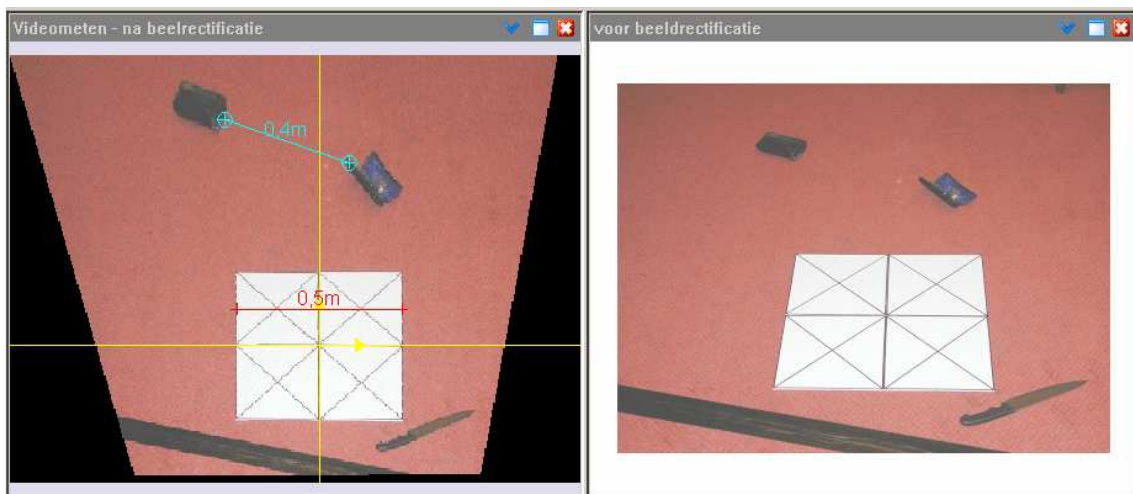 Videometen - na beelrectificatie
voor beeldrectificatie
0,4m
0,5m